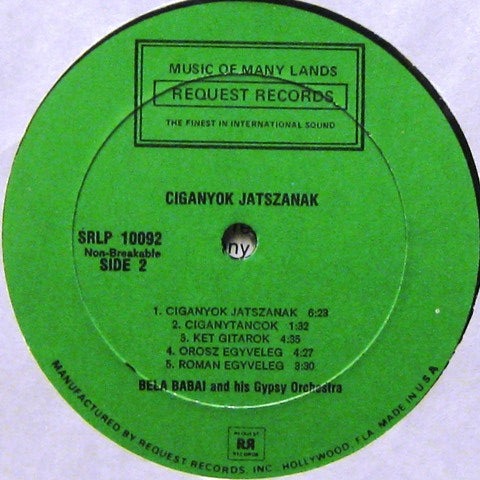 MUSIC OF MANY LANDS
REQUEST RECORDS
THE FINEST IN INTERNATIONAL SOUND
CIGANYOK JATSZANAK
SRLP 10092
Non-Breakable
SIDE 2
ny
1. CIGANYOK JATSZANAK 6:23
2. CIGANYTANCOK 1:32
3. KET GITAROK 4:35
4. OROSZ EGYVELEG 4:27
5. ROMAN EGYVELEG 3:30
BELA BABAI and his Gypsy Orchestra
MANUFACTURED BY REQUEST RECORDS, INC. HOLLYWOOD, FLA. MADE IN U.S.A.
REQUEST
RR
RECORDS